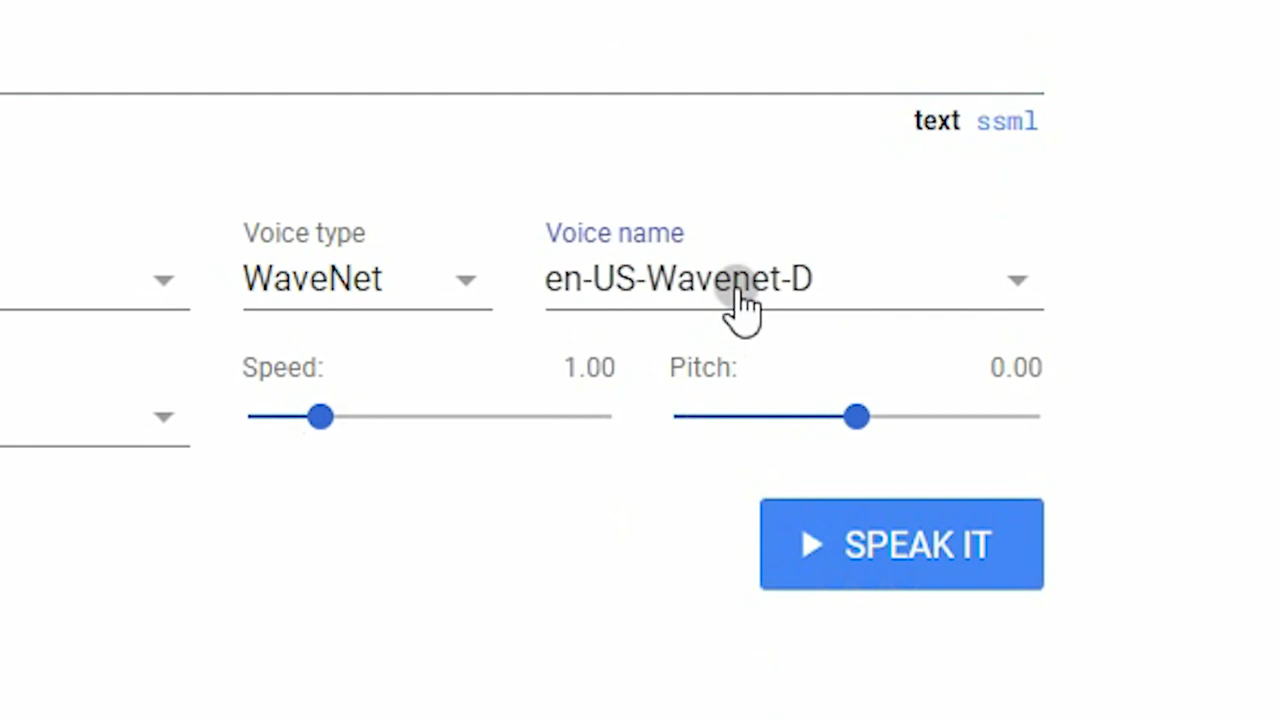 text ssml
Voice type Voice name
WaveNet en-US-Wavenet-D
Speed: 1.00 Pitch: 0.00
SPEAK IT